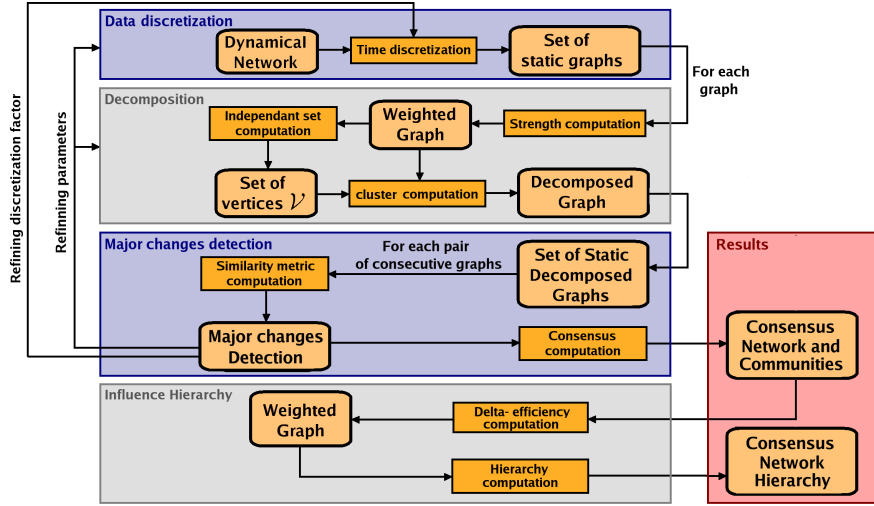 Data discretization
Dynamical
Network
Time discretization
Set of
static graphs
For each
graph
Decomposition
Independant set
computation
Weighted
Graph
Strength computation
Set of
vertices 𝒱
cluster computation
Decomposed
Graph
Refining discretization factor
Refinning parameters
Major changes detection
For each pair
of consecutive graphs
Similarity metric
computation
Set of Static
Decomposed
Graphs
Major changes
Detection
Consensus
computation
Results
Consensus
Network and
Communities
Influence Hierarchy
Weighted
Graph
Delta- efficiency
computation
Hierarchy
computation
Consensus
Network
Hierarchy